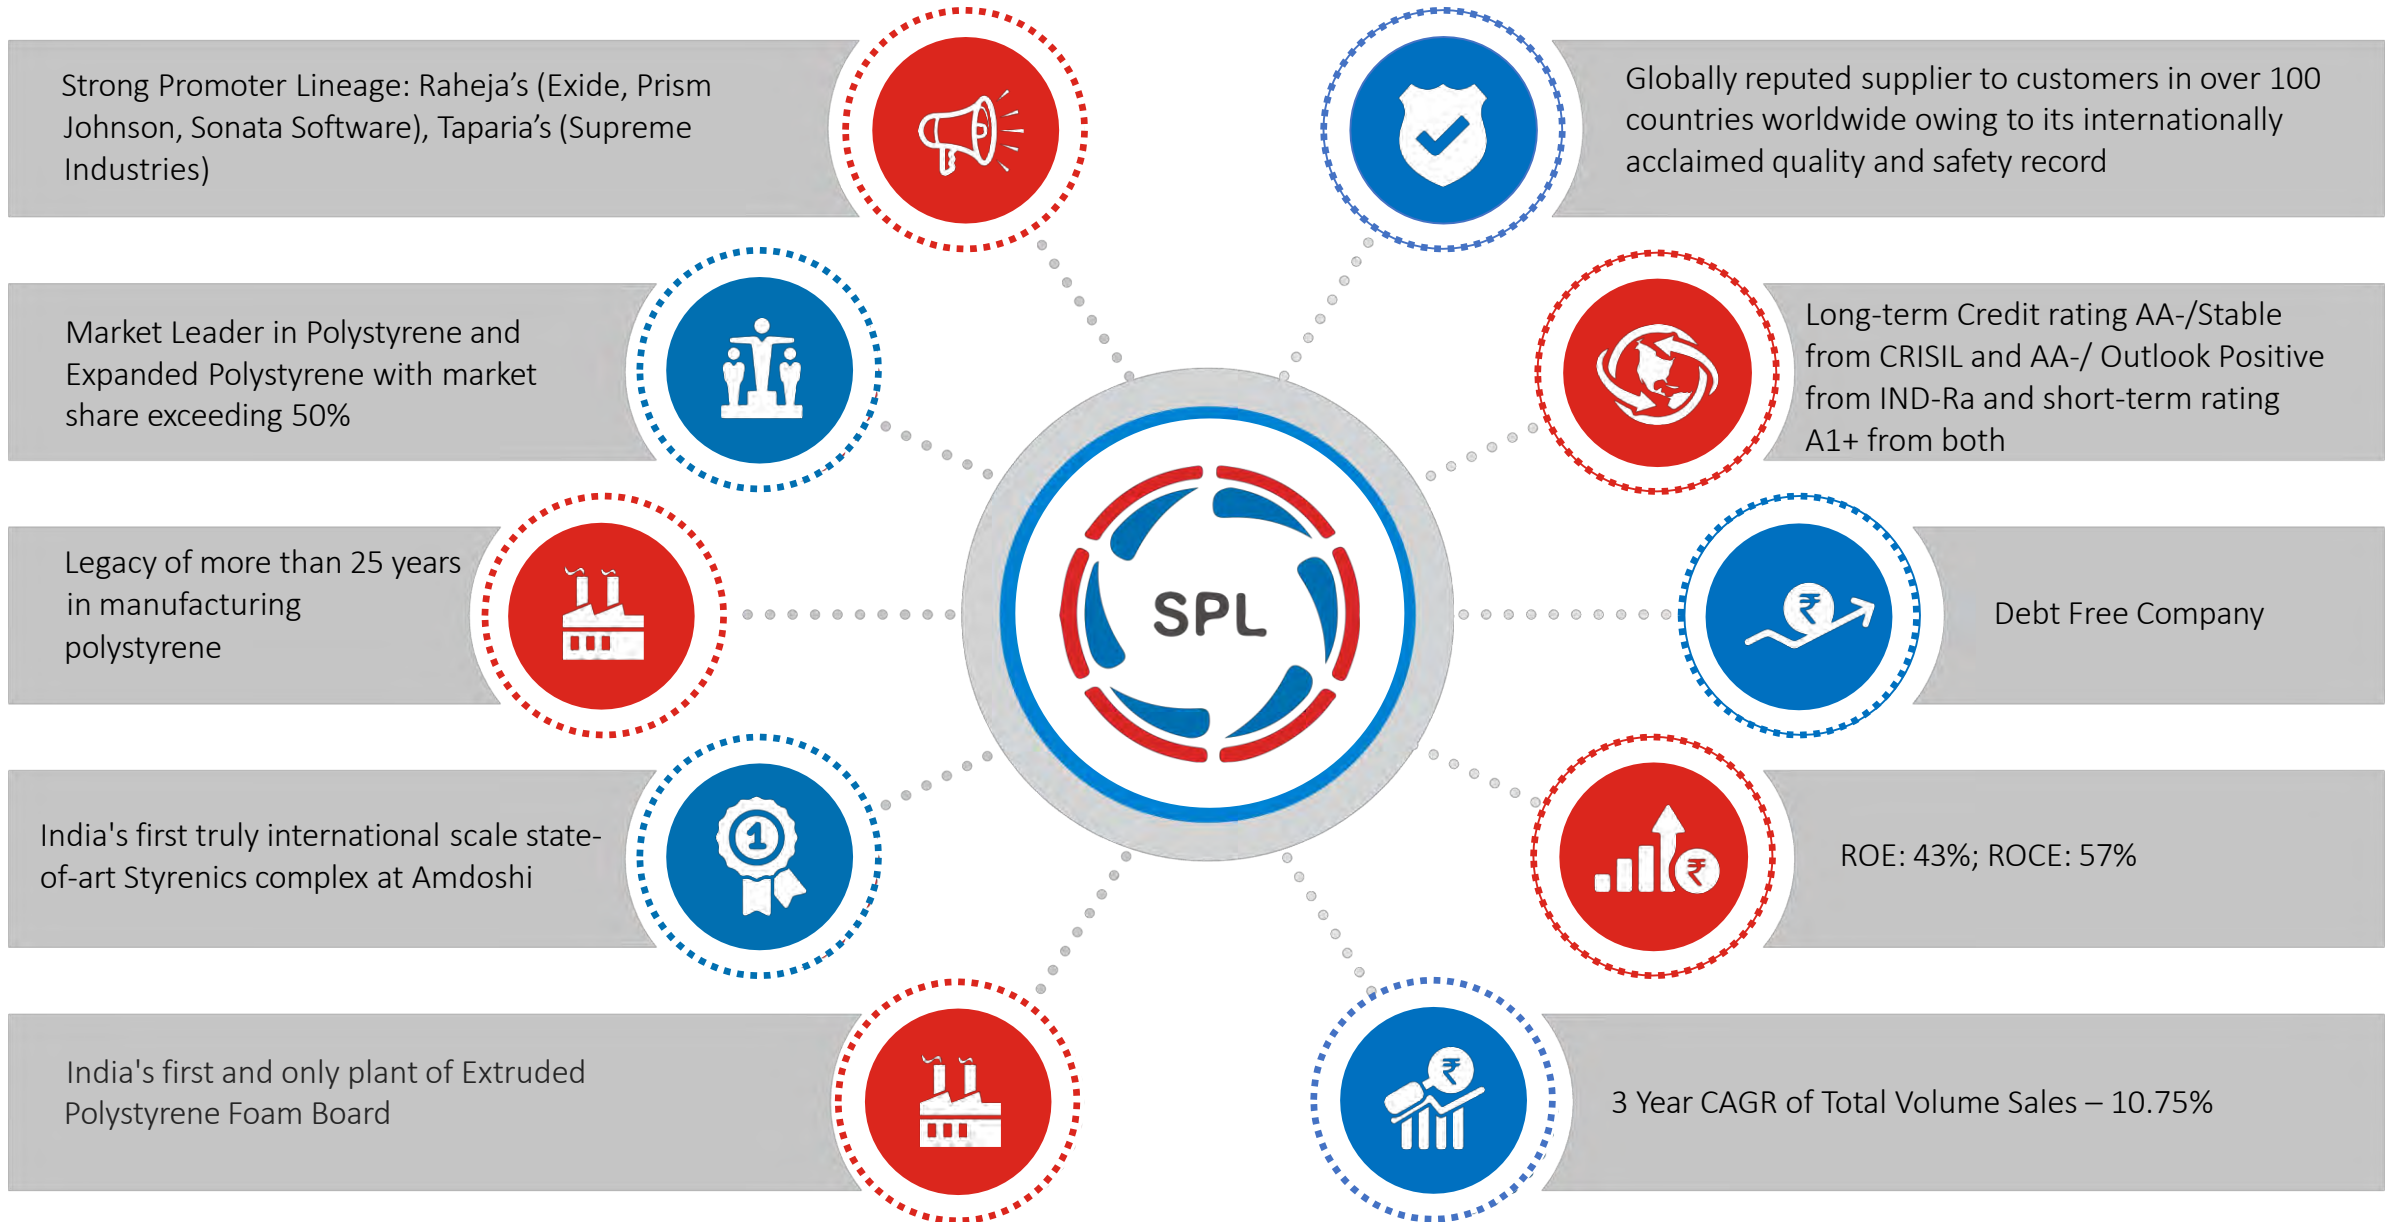 Strong Promoter Lineage: Raheja’s (Exide, Prism
Johnson, Sonata Software), Taparia’s (Supreme
Industries)
Market Leader in Polystyrene and
Expanded Polystyrene with market
share exceeding 50%
Legacy of more than 25 years
in manufacturing
polystyrene
India's first truly international scale state-
of-art Styrenics complex at Amdoshi
1
India's first and only plant of Extruded
Polystyrene Foam Board
SPL
Globally reputed supplier to customers in over 100
countries worldwide owing to its internationally
acclaimed quality and safety record
Long-term Credit rating AA-/Stable
from CRISIL and AA-/ Outlook Positive
from IND-Ra and short-term rating
A1+ from both
₹
Debt Free Company
₹
ROE: 43%; ROCE: 57%
₹
3 Year CAGR of Total Volume Sales – 10.75%